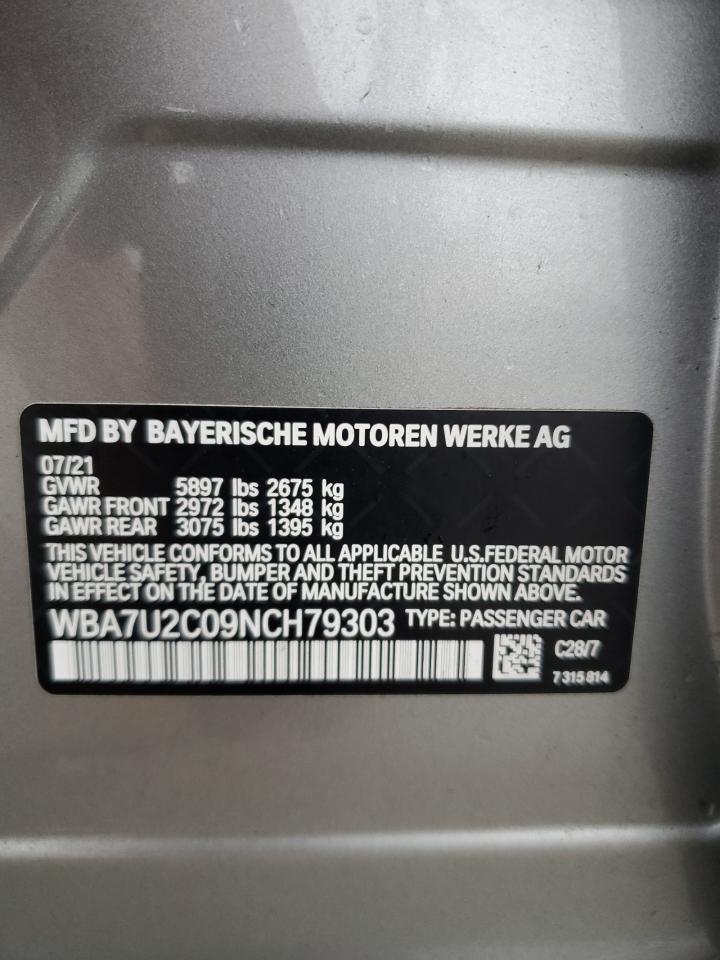 MFD BY BAYERISCHE MOTOREN WERKE AG
07/21
GVWR 5897 lbs 2675 kg
GAWR FRONT 2972 lbs 1348 kg
GAWR REAR 3075 lbs 1395 kg
THIS VEHICLE CONFORMS TO ALL APPLICABLE U.S.FEDERAL MOTOR
VEHICLE SAFETY, BUMPER AND THEFT PREVENTION STANDARDS
IN EFFECT ON THE DATE OF MANUFACTURE SHOWN ABOVE.
WBA7U2C09NCH79303 TYPE: PASSENGER CAR
C28/7
7 315 814